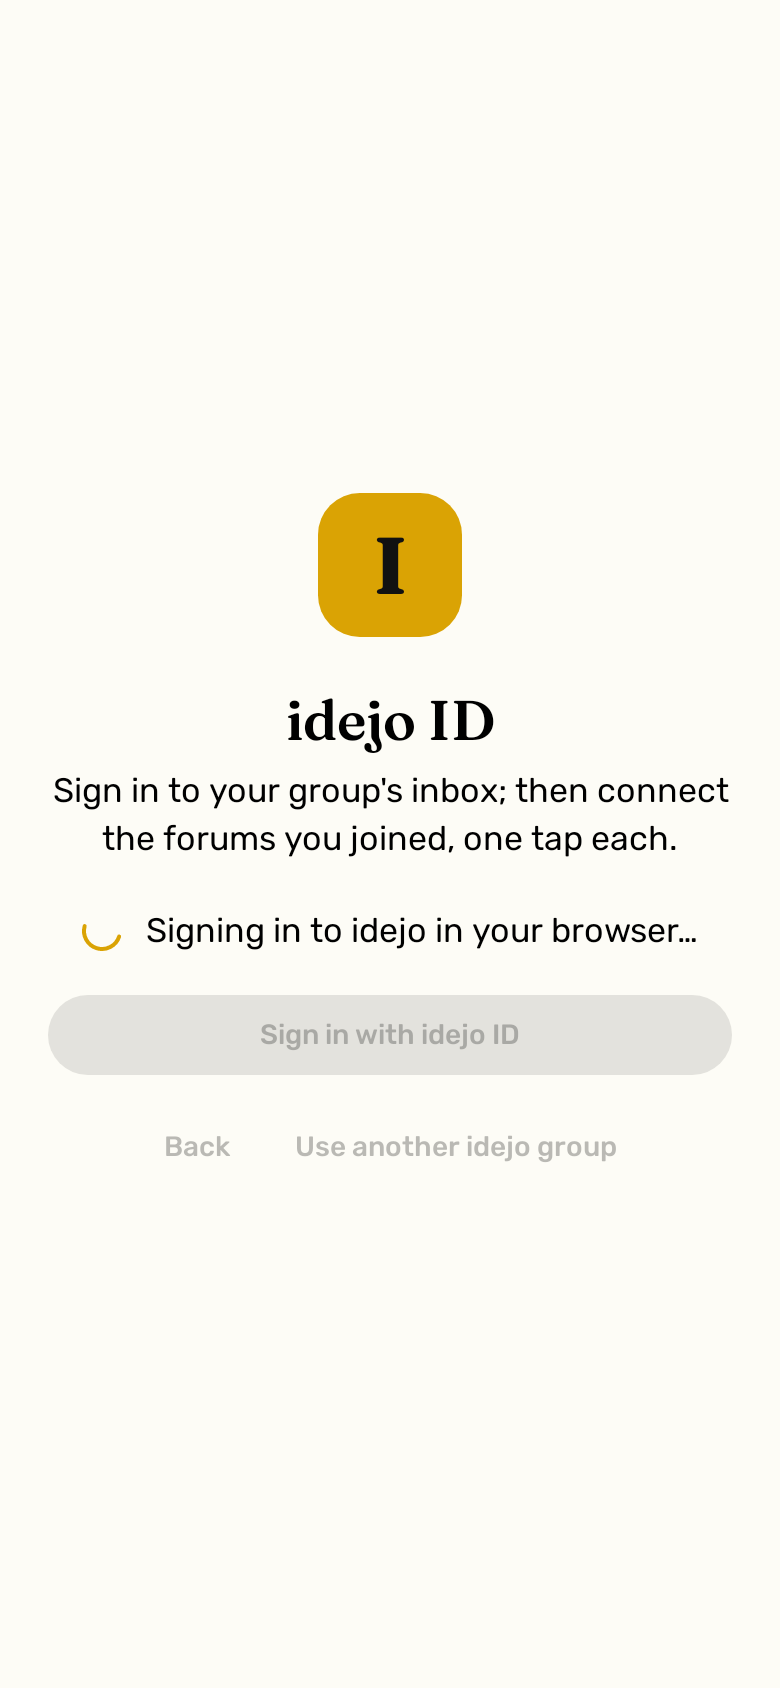 I
idejo ID
Sign in to your group's inbox; then connect
the forums you joined, one tap each.
Signing in to idejo in your browser…
Sign in with idejo ID
Back
Use another idejo group